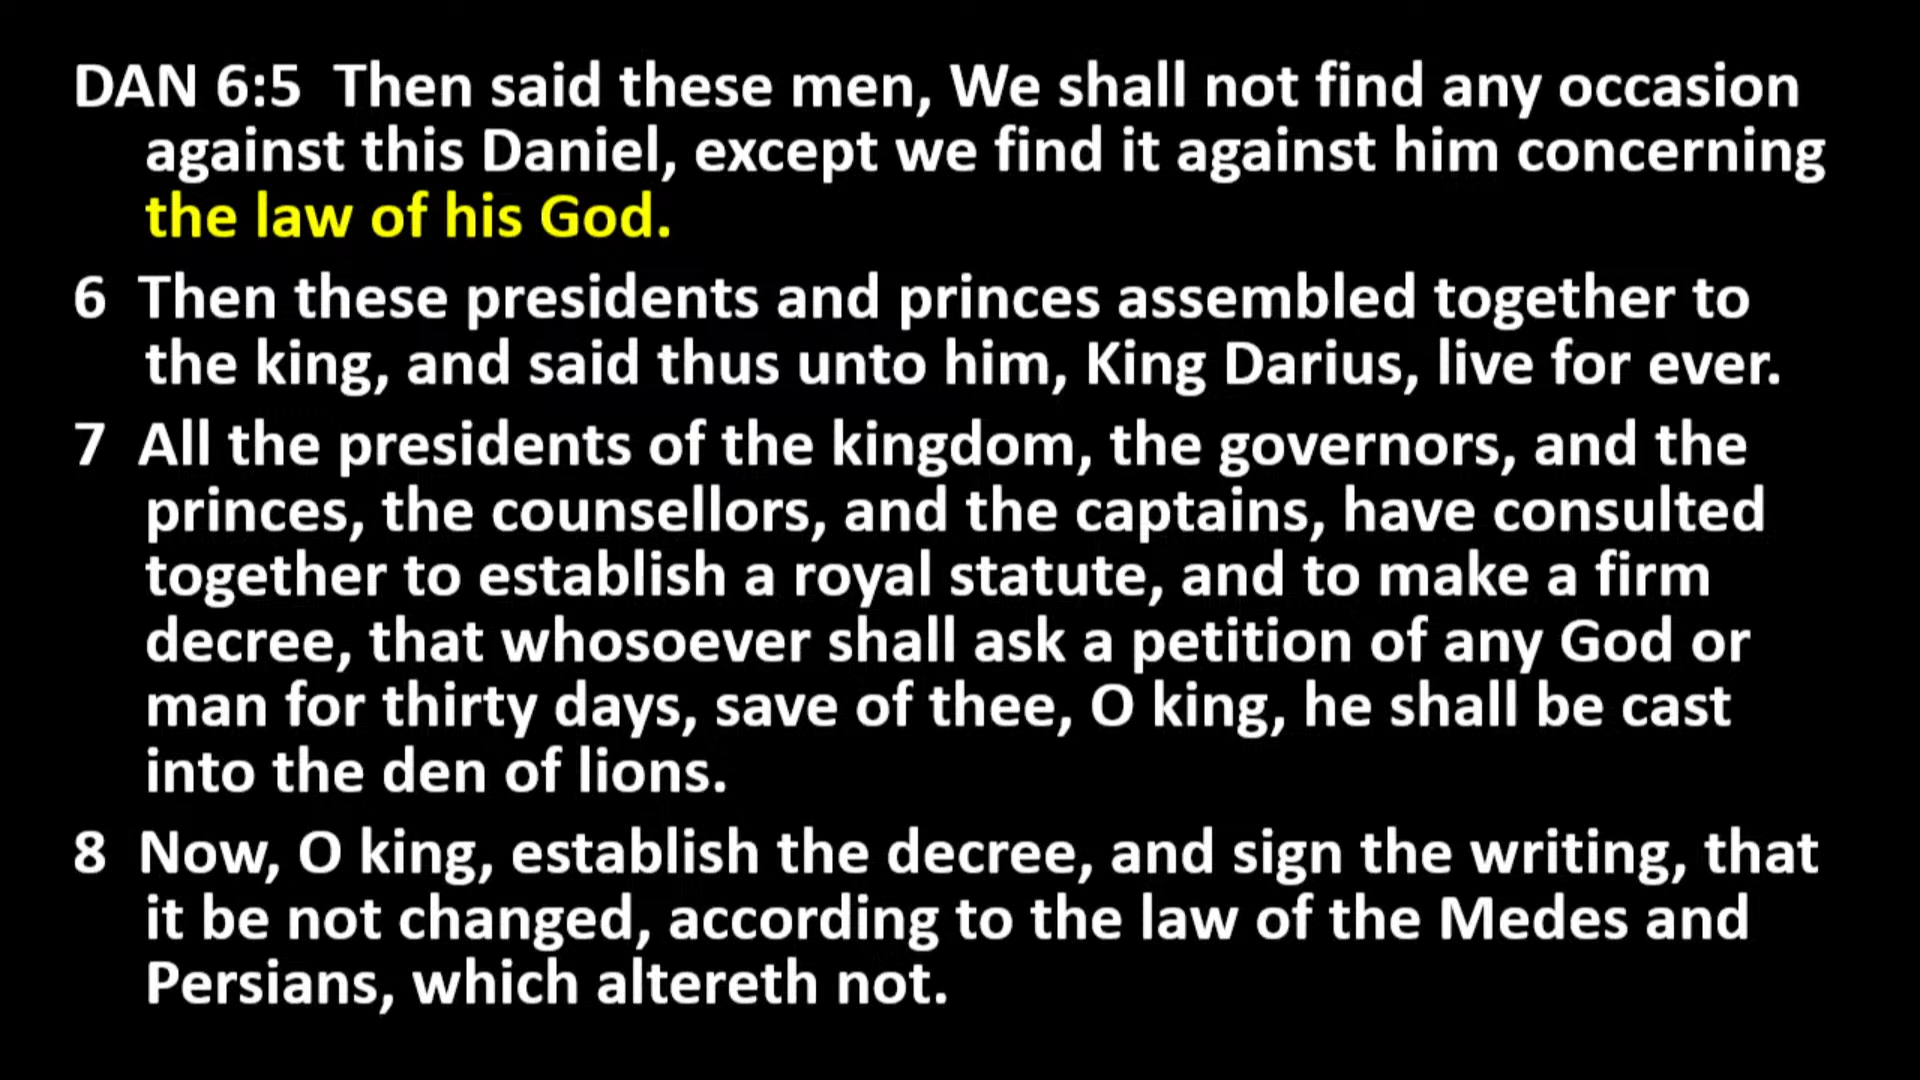 DAN 6:5 Then said these men, We shall not find any occasion
against this Daniel, except we find it against him concerning
the law of his God.
6 Then these presidents and princes assembled together to
the king, and said thus unto him, King Darius, live for ever.
7 All the presidents of the kingdom, the governors, and the
princes, the counsellors, and the captains, have consulted
together to establish a royal statute, and to make a firm
decree, that whosoever shall ask a petition of any God or
man for thirty days, save of thee, O king, he shall be cast
into the den of lions.
8 Now, O king, establish the decree, and sign the writing, that
it be not changed, according to the law of the Medes and
Persians, which altereth not.